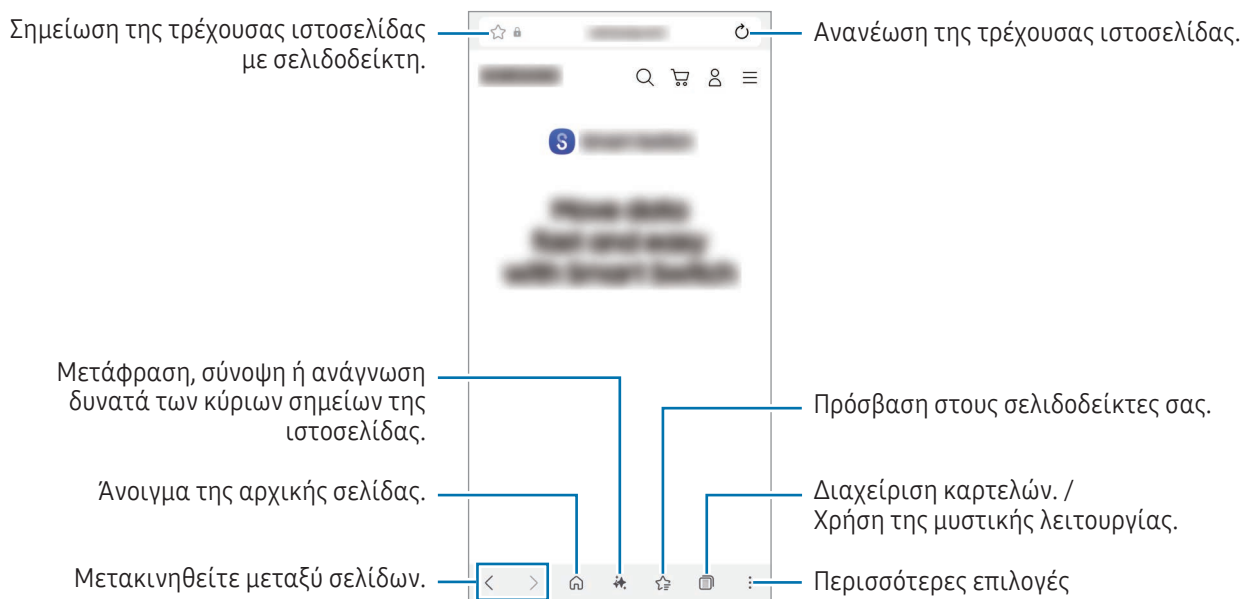 Σημείωση της τρέχουσας ιστοσελίδας
με σελιδοδείκτη.
Ανανέωση της τρέχουσας ιστοσελίδας.
S
Μετάφραση, σύνοψη ή ανάγνωση
δυνατά των κύριων σημείων της
ιστοσελίδας.
Πρόσβαση στους σελιδοδείκτες σας.
Άνοιγμα της αρχικής σελίδας.
Διαχείριση καρτελών. /
Χρήση της μυστικής λειτουργίας.
Μετακινηθείτε μεταξύ σελίδων.
Περισσότερες επιλογές